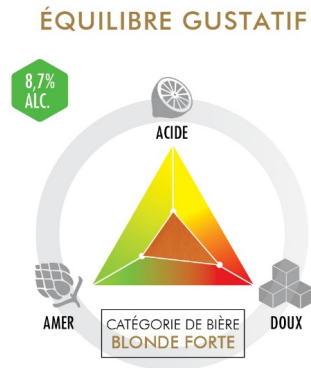 ÉQUILIBRE GUSTATIF
8,7%
ALC.
ACIDE
AMER
DOUX
CATÉGORIE DE BIÈRE
BLONDE FORTE